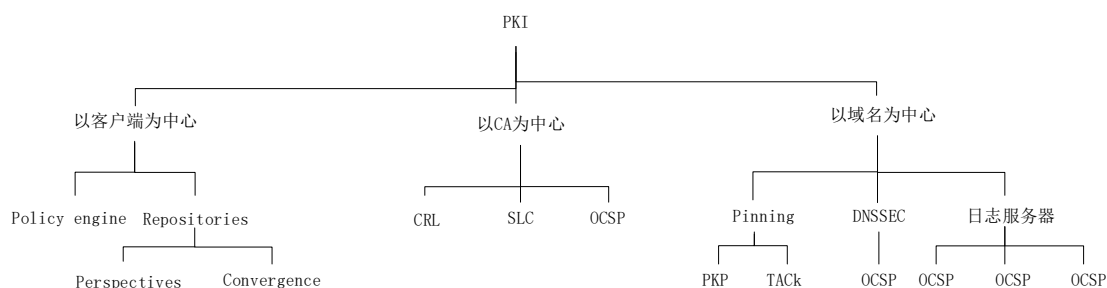 PKI
以客户端为中心 以CA为中心 以域名为中心
Policy engine Repositories CRL SLC OCSP Pinning DNSSEC 日志服务器
Perspectives Convergence PKP TACk OCSP OCSP OCSP OCSP